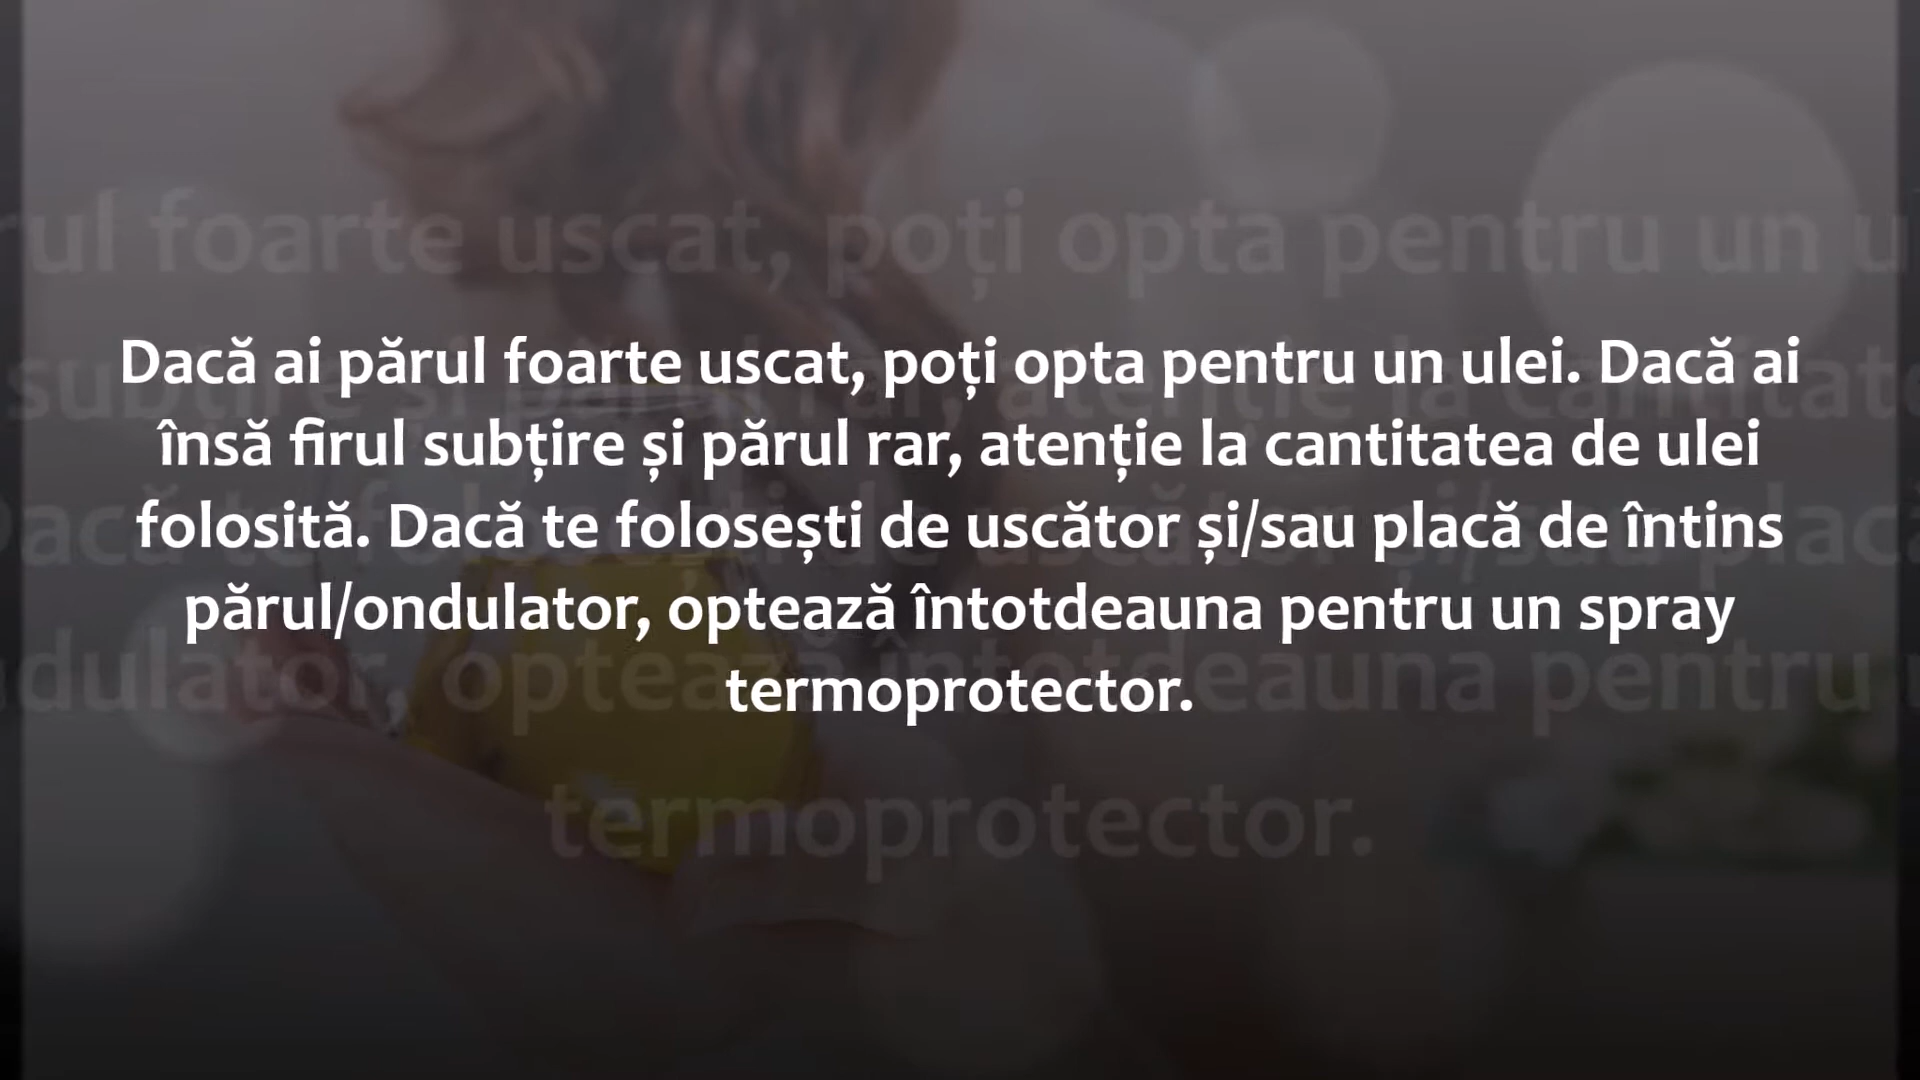 Dacă ai părul foarte uscat, poți opta pentru un ulei. Dacă ai
însă firul subțire și părul rar, atenție la cantitatea de ulei
folosită. Dacă te folosești de uscător și/sau placă de întins
părul/ondulator, optează întotdeauna pentru un spray
termoprotector.